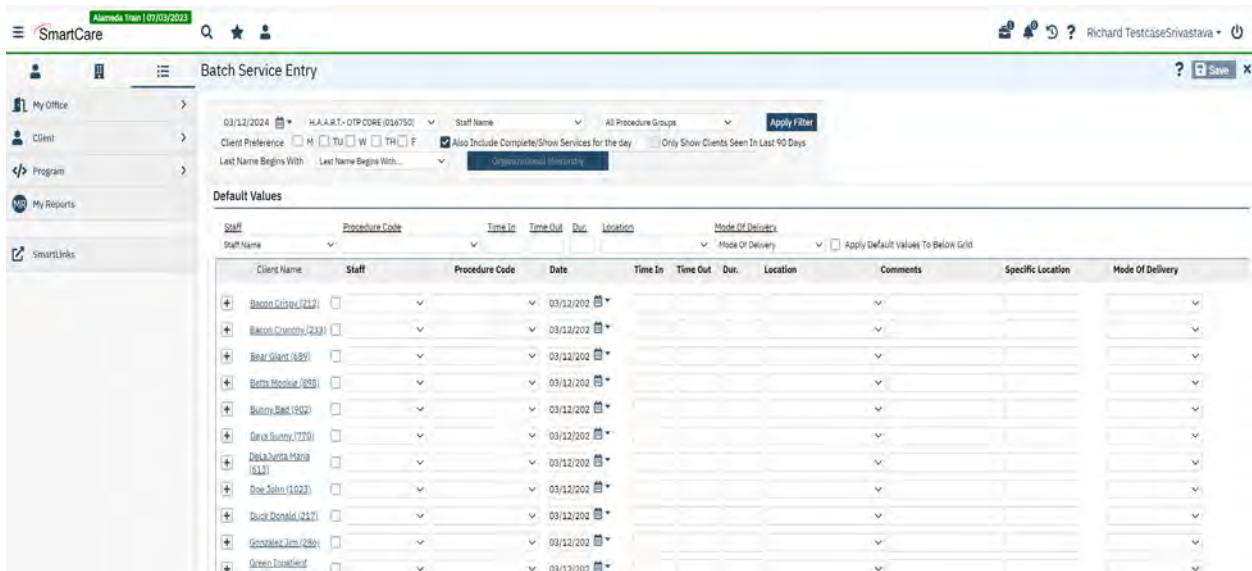 Alameda Train | 07/03/2023
SmartCare
Richard TestcaseSrivastava
Batch Service Entry
? Save X
My Office
Client
Program
MR My Reports
SmartLinks
03/12/2024 H.A.A.R.T.- OTP CORE (016750) Staff Name All Procedure Groups Apply Filter
Client Preference M TU W TH F Also Include Complete/Show Services for the day Only Show Clients Seen In Last 90 Days
Last Name Begins With Last Name Begins With... Organizational Hierarchy
Default Values
Staff Procedure Code Time In Time Out Dur. Location Mode Of Delivery
Staff Name Mode Of Delivery Apply Default Values To Below Grid
Client Name Staff Procedure Code Date Time In Time Out Dur. Location Comments Specific Location Mode Of Delivery
+ Bacon Crispy (212) 03/12/202
+ Bacon Crunchy (233) 03/12/202
+ Bear Giant (689) 03/12/202
+ Betts Mookie (898) 03/12/202
+ Bunny Bad (902) 03/12/202
+ Days Sunny (770) 03/12/202
+ DeLaJunta Maria (613) 03/12/202
+ Doe John (1023) 03/12/202
+ Duck Donald (217) 03/12/202
+ Gonzalez Jim (286) 03/12/202
+ Green Inpatient 03/12/202